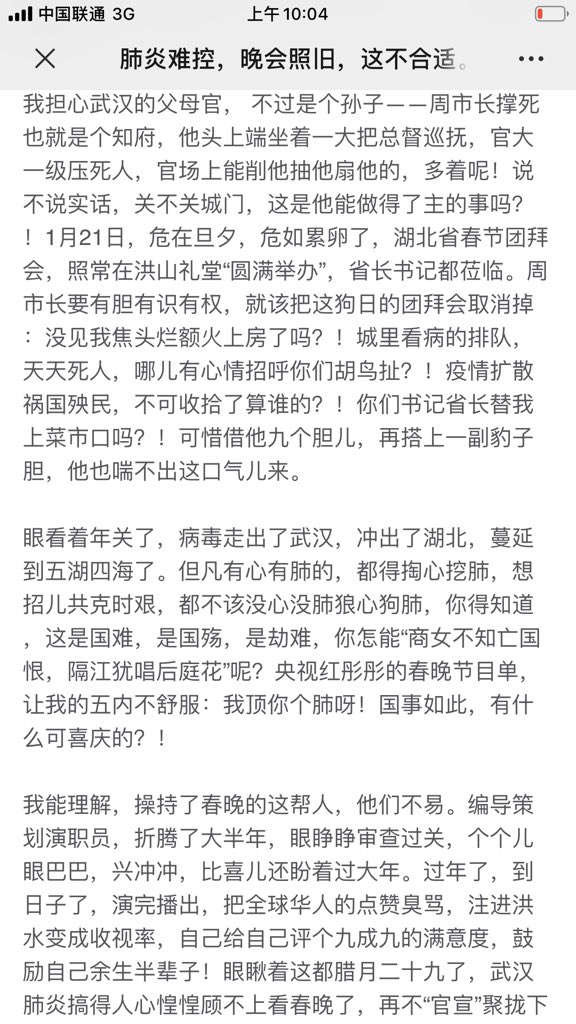 中国联通 3G
上午10:04
肺炎难控，晚会照旧，这不合适。
我担心武汉的父母官， 不过是个孙子——周市长撑死
也就是个知府，他头上端坐着一大把总督巡抚，官大
一级压死人，官场上能削他抽他扇他的，多着呢！说
不说实话，关不关城门，这是他能做得了主的事吗？
！1月21日，危在旦夕，危如累卵了，湖北省春节团拜
会，照常在洪山礼堂“圆满举办”，省长书记都莅临。周
市长要有胆有识有权，就该把这狗日的团拜会取消掉
：没见我焦头烂额火上房了吗？！城里看病的排队，
天天死人，哪儿有心情招呼你们胡鸟扯？！疫情扩散
祸国殃民，不可收拾了算谁的？！你们书记省长替我
上菜市口吗？！可惜借他九个胆儿，再搭上一副豹子
胆，他也喘不出这口气儿来。
眼看着年关了，病毒走出了武汉，冲出了湖北，蔓延
到五湖四海了。但凡有心有肺的，都得掏心挖肺，想
招儿共克时艰，都不该没心没肺狼心狗肺，你得知道
，这是国难，是国殇，是劫难，你怎能“商女不知亡国
恨，隔江犹唱后庭花”呢？央视红彤彤的春晚节目单，
让我的五内不舒服：我顶你个肺呀！国事如此，有什
么可喜庆的？！
我能理解，操持了春晚的这帮人，他们不易。编导策
划演职员，折腾了大半年，眼睁睁审查过关，个个儿
眼巴巴，兴冲冲，比喜儿还盼着过大年。过年了，到
日子了，演完播出，把全球华人的点赞臭骂，注进洪
水变成收视率，自己给自己评个九成九的满意度，鼓
励自己余生半辈子！眼瞅着这都腊月二十九了，武汉
肺炎搞得人心惶惶顾不上看春晚了，再不“官宣”聚拢下